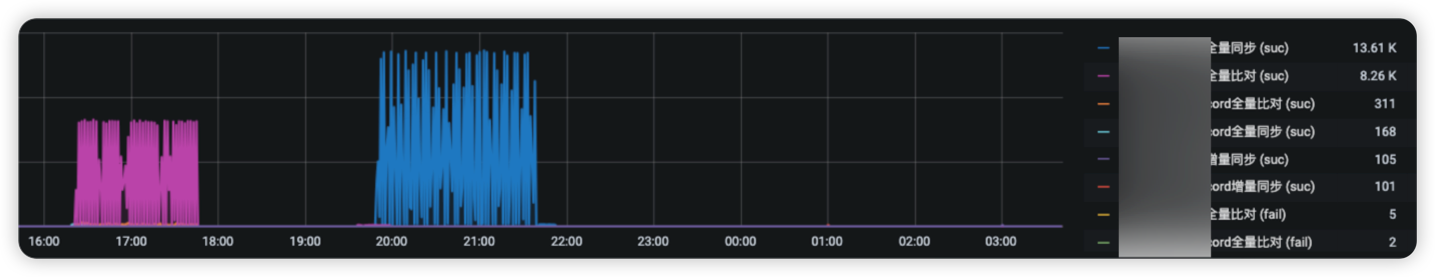 16:00 17:00 18:00 19:00 20:00 21:00 22:00 23:00 00:00 01:00 02:00 03:00
全量同步 (suc) 13.61 K
全量比对 (suc) 8.26 K
ord全量比对 (suc) 311
ord全量同步 (suc) 168
增量同步 (suc) 105
ord增量同步 (suc) 101
全量比对 (fail) 5
ord全量比对 (fail) 2